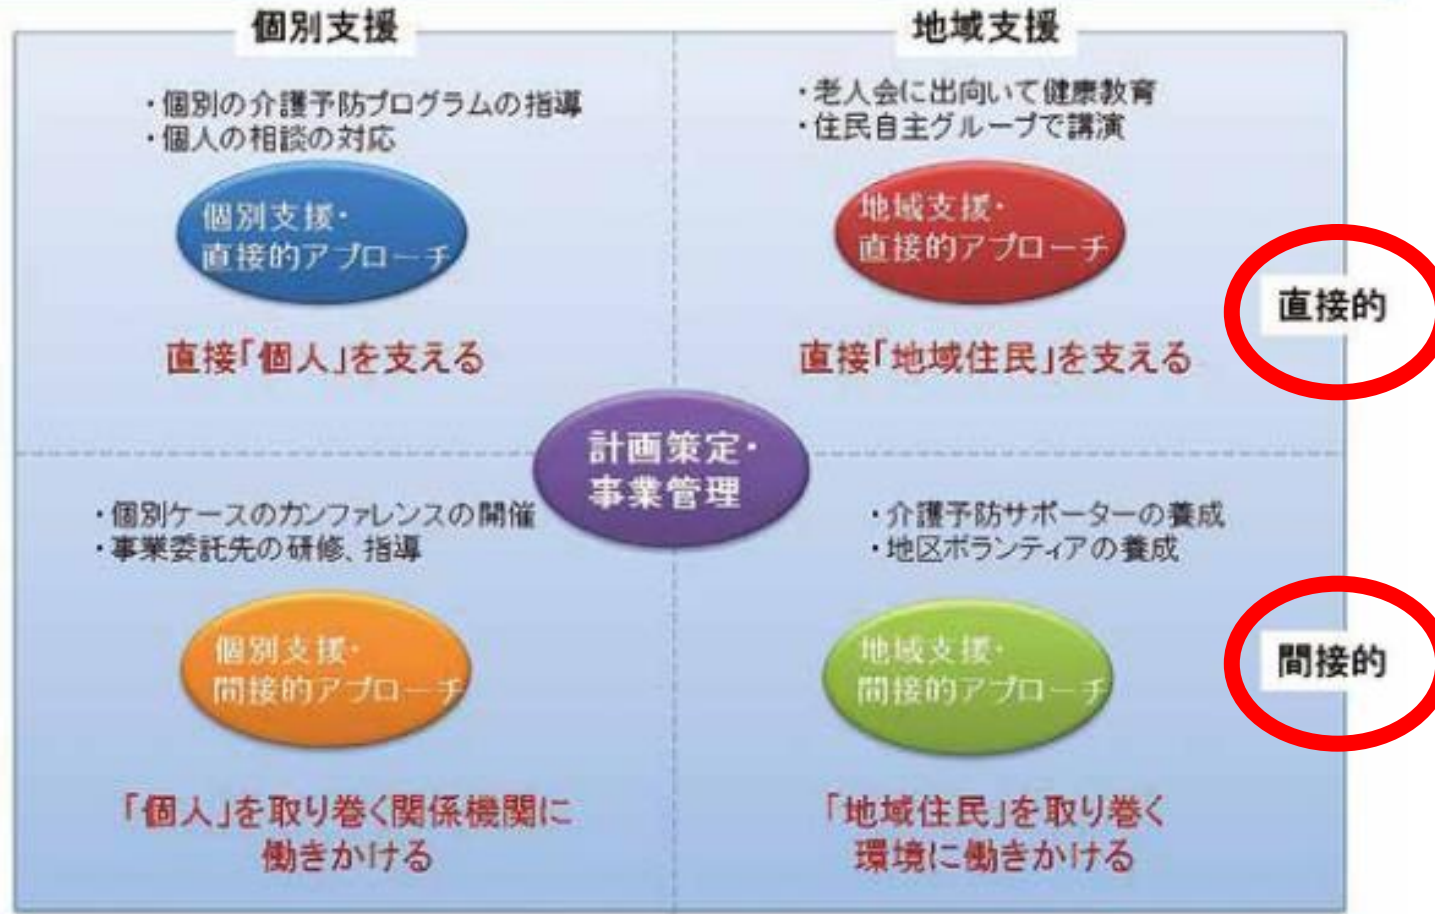 個別支援
地域支援
・個別の介護予防プログラムの指導
・個人の相談の対応
・老人会に出向いて健康教育
・住民自主グループで講演
個別支援・
直接的アプローチ
地域支援・
直接的アプローチ
直接的
直接「個人」を支える
直接「地域住民」を支える
計画策定・
事業管理
・個別ケースのカンファレンスの開催
・事業委託先の研修、指導
・介護予防サポーターの養成
・地区ボランティアの養成
個別支援・
間接的アプローチ
地域支援・
間接的アプローチ
間接的
「個人」を取り巻く関係機関に
働きかける
「地域住民」を取り巻く
環境に働きかける